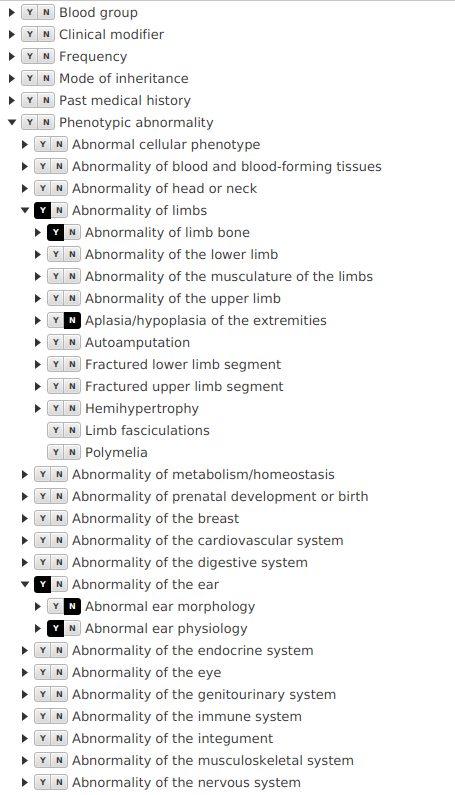 Y N Blood group
Y N Clinical modifier
Y N Frequency
Y N Mode of inheritance
Y N Past medical history
Y N Phenotypic abnormality
Y N Abnormal cellular phenotype
Y N Abnormality of blood and blood-forming tissues
Y N Abnormality of head or neck
Y N Abnormality of limbs
Y N Abnormality of limb bone
Y N Abnormality of the lower limb
Y N Abnormality of the musculature of the limbs
Y N Abnormality of the upper limb
Y N Aplasia/hypoplasia of the extremities
Y N Autoamputation
Y N Fractured lower limb segment
Y N Fractured upper limb segment
Y N Hemihypertrophy
Y N Limb fasciculations
Y N Polymelia
Y N Abnormality of metabolism/homeostasis
Y N Abnormality of prenatal development or birth
Y N Abnormality of the breast
Y N Abnormality of the cardiovascular system
Y N Abnormality of the digestive system
Y N Abnormality of the ear
Y N Abnormal ear morphology
Y N Abnormal ear physiology
Y N Abnormality of the endocrine system
Y N Abnormality of the eye
Y N Abnormality of the genitourinary system
Y N Abnormality of the immune system
Y N Abnormality of the integument
Y N Abnormality of the musculoskeletal system
Y N Abnormality of the nervous system